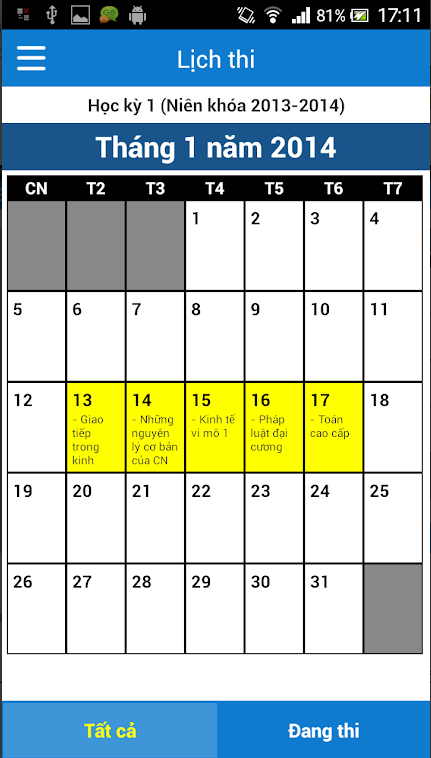 81% 17:11
Lịch thi
Học kỳ 1 (Niên khóa 2013-2014)
Tháng 1 năm 2014
CN T2 T3 T4 T5 T6 T7
1 2 3 4
5 6 7 8 9 10 11
12 13 14 15 16 17 18
- Giao - Những - Kinh tế - Pháp - Toán
tiếp nguyên vi mô 1 luật đại cao cấp
trong lý cơ bản cương
kinh của CN
19 20 21 22 23 24 25
26 27 28 29 30 31
Tất cả Đang thi